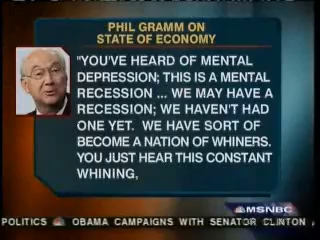 PHIL GRAMM ON
STATE OF ECONOMY
"YOU'VE HEARD OF MENTAL
DEPRESSION; THIS IS A MENTAL
RECESSION ... WE MAY HAVE A
RECESSION; WE HAVEN'T HAD
ONE YET. WE HAVE SORT OF
BECOME A NATION OF WHINERS.
YOU JUST HEAR THIS CONSTANT
WHINING,
MSNBC
POLITICS OBAMA CAMPAIGNS WITH SENATOR CLINTON,